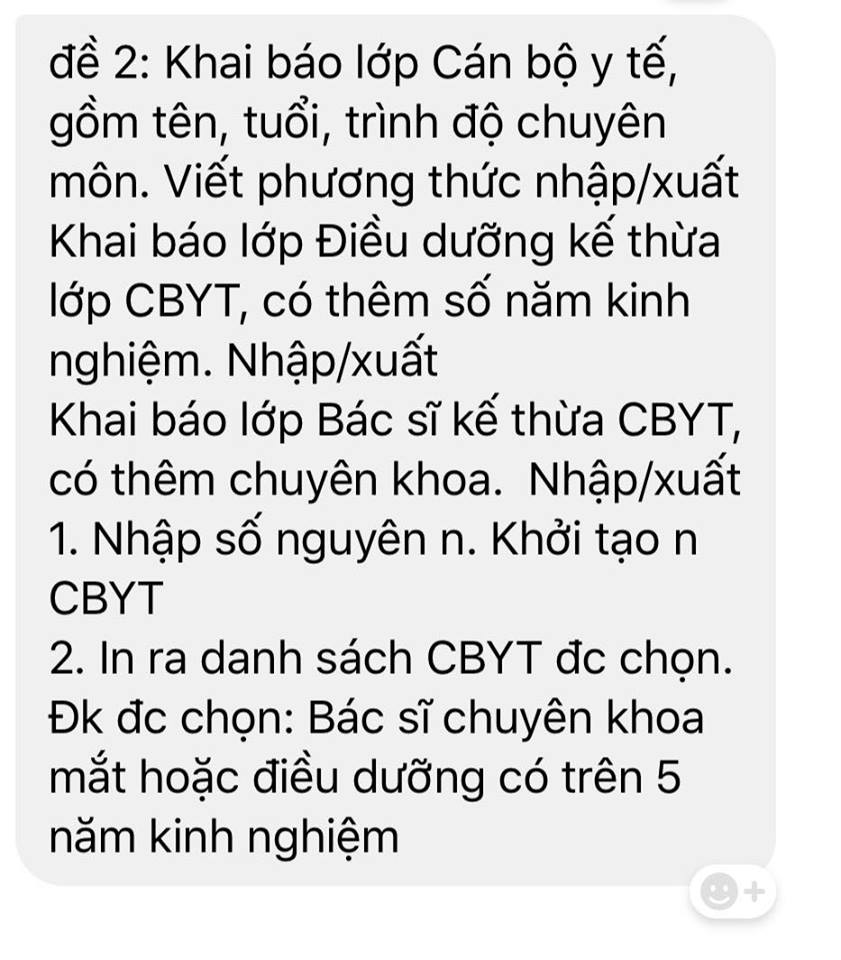 đề 2: Khai báo lớp Cán bộ y tế,
gồm tên, tuổi, trình độ chuyên
môn. Viết phương thức nhập/xuất
Khai báo lớp Điều dưỡng kế thừa
lớp CBYT, có thêm số năm kinh
nghiệm. Nhập/xuất
Khai báo lớp Bác sĩ kế thừa CBYT,
có thêm chuyên khoa.  Nhập/xuất
1. Nhập số nguyên n. Khởi tạo n
CBYT
2. In ra danh sách CBYT đc chọn.
Đk đc chọn: Bác sĩ chuyên khoa
mắt hoặc điều dưỡng có trên 5
năm kinh nghiệm